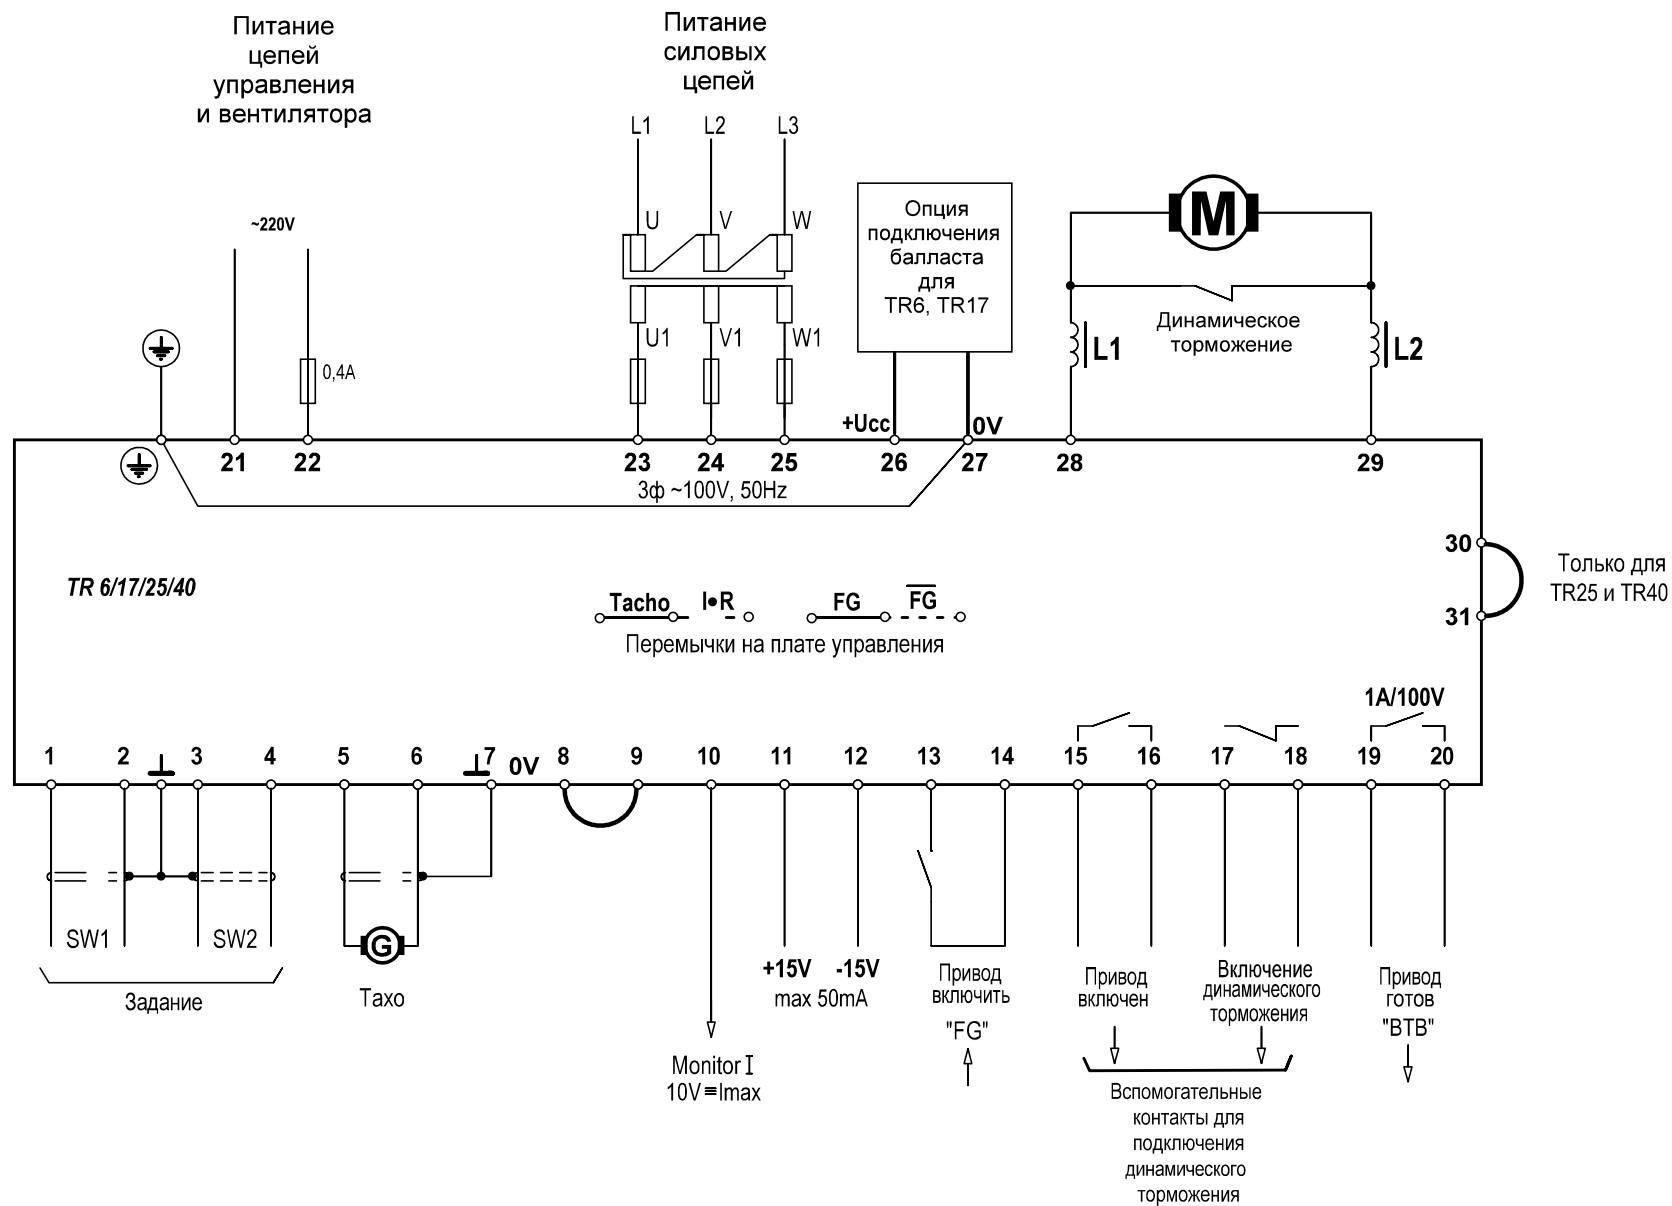 Питание
цепей
управления
и вентилятора
Питание
силовых
цепей
L1 L2 L3
~220V
U V W
Опция
подключения
балласта
для
TR6, TR17
M
Динамическое
торможение
U1 V1 W1
L1 L2
0,4A
+Ucc 0V
21 22 23 24 25 26 27 28 29
3ф ~100V, 50Hz
30
31
Только для
TR25 и TR40
TR 6/17/25/40
Tacho I•R FG FG
Перемычки на плате управления
1A/100V
1 2 3 4 5 6 7 0V 8 9 10 11 12 13 14 15 16 17 18 19 20
SW1 SW2
Задание
G
Тахо
Monitor I
10V≡Imax
+15V -15V
max 50mA
Привод
включить
"FG"
Привод
включен
Включение
динамического
торможения
Привод
готов
"BTB"
Вспомогательные
контакты для
подключения
динамического
торможения